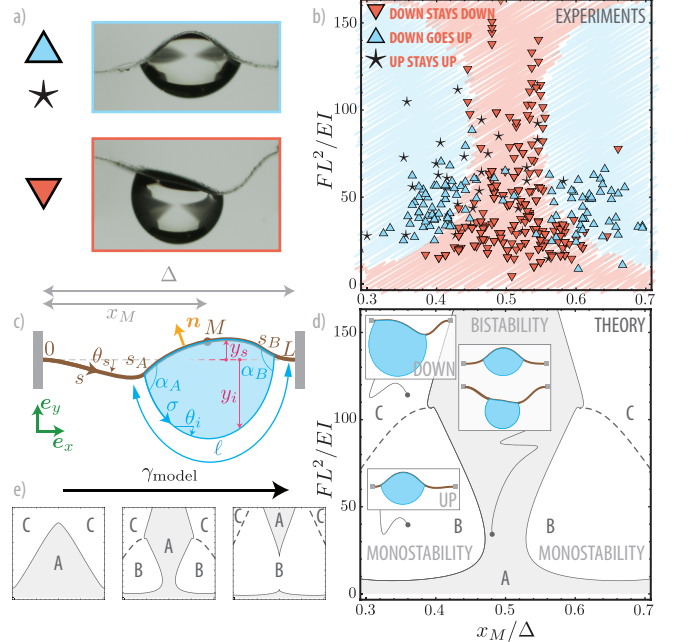 a)
b)
DOWN STAYS DOWN
DOWN GOES UP
UP STAYS UP
EXPERIMENTS
FL²/EI
150
100
50
0
0.3 0.4 0.5 0.6 0.7
Δ
x_M
c)
0
θ_s
s
s_A
n
M
s_B
L
y_s
α_A
α_B
y_i
σ
θ_i
ℓ
e_y
e_x
γ_model
e)
C C
A
C C
A
B B
C C
A
B
d)
BISTABILITY
THEORY
DOWN
UP
C C
B B
MONOSTABILITY MONOSTABILITY
A
FL²/EI
150
100
50
0
0.3 0.4 0.5 0.6 0.7
x_M/Δ